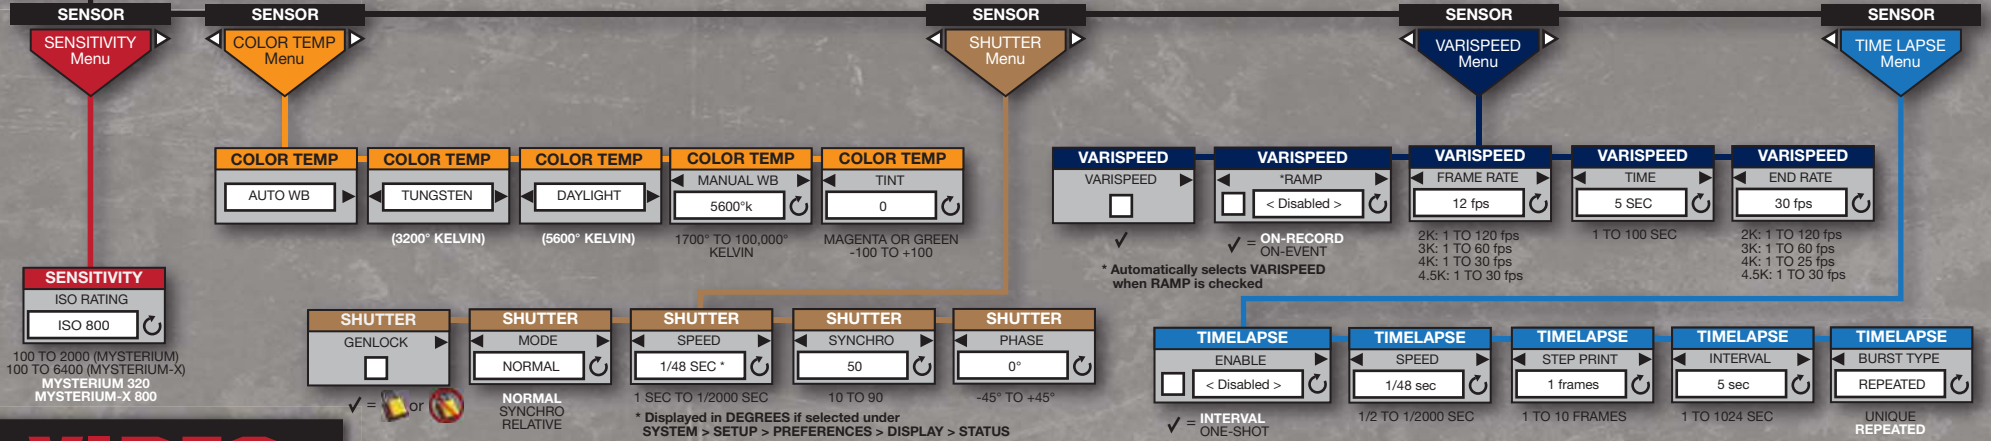 SENSOR
SENSITIVITY
Menu
SENSOR
COLOR TEMP
Menu
SENSOR
SHUTTER
Menu
SENSOR
VARISPEED
Menu
SENSOR
TIME LAPSE
Menu
COLOR TEMP
AUTO WB
COLOR TEMP
TUNGSTEN
(3200° KELVIN)
COLOR TEMP
DAYLIGHT
(5600° KELVIN)
COLOR TEMP
MANUAL WB
5600°k
1700° TO 100,000°
KELVIN
COLOR TEMP
TINT
0
MAGENTA OR GREEN
-100 TO +100
VARISPEED
VARISPEED
✓
VARISPEED
*RAMP
< Disabled >
✓ = ON-RECORD
ON-EVENT
* Automatically selects VARISPEED
when RAMP is checked
VARISPEED
FRAME RATE
12 fps
2K: 1 TO 120 fps
3K: 1 TO 60 fps
4K: 1 TO 30 fps
4.5K: 1 TO 30 fps
VARISPEED
TIME
5 SEC
1 TO 100 SEC
VARISPEED
END RATE
30 fps
2K: 1 TO 120 fps
3K: 1 TO 60 fps
4K: 1 TO 25 fps
4.5K: 1 TO 30 fps
SENSITIVITY
ISO RATING
ISO 800
100 TO 2000 (MYSTERIUM)
100 TO 6400 (MYSTERIUM-X)
MYSTERIUM 320
MYSTERIUM-X 800
SHUTTER
GENLOCK
✓ = or
SHUTTER
MODE
NORMAL
NORMAL
SYNCHRO
RELATIVE
SHUTTER
SPEED
1/48 SEC *
1 SEC TO 1/2000 SEC
* Displayed in DEGREES if selected under
SYSTEM > SETUP > PREFERENCES > DISPLAY > STATUS
SHUTTER
SYNCHRO
50
10 TO 90
SHUTTER
PHASE
0°
-45° TO +45°
TIMELAPSE
ENABLE
< Disabled >
✓ = INTERVAL
ONE-SHOT
TIMELAPSE
SPEED
1/48 sec
1/2 TO 1/2000 SEC
TIMELAPSE
STEP PRINT
1 frames
1 TO 10 FRAMES
TIMELAPSE
INTERVAL
5 sec
1 TO 1024 SEC
TIMELAPSE
BURST TYPE
REPEATED
UNIQUE
REPEATED